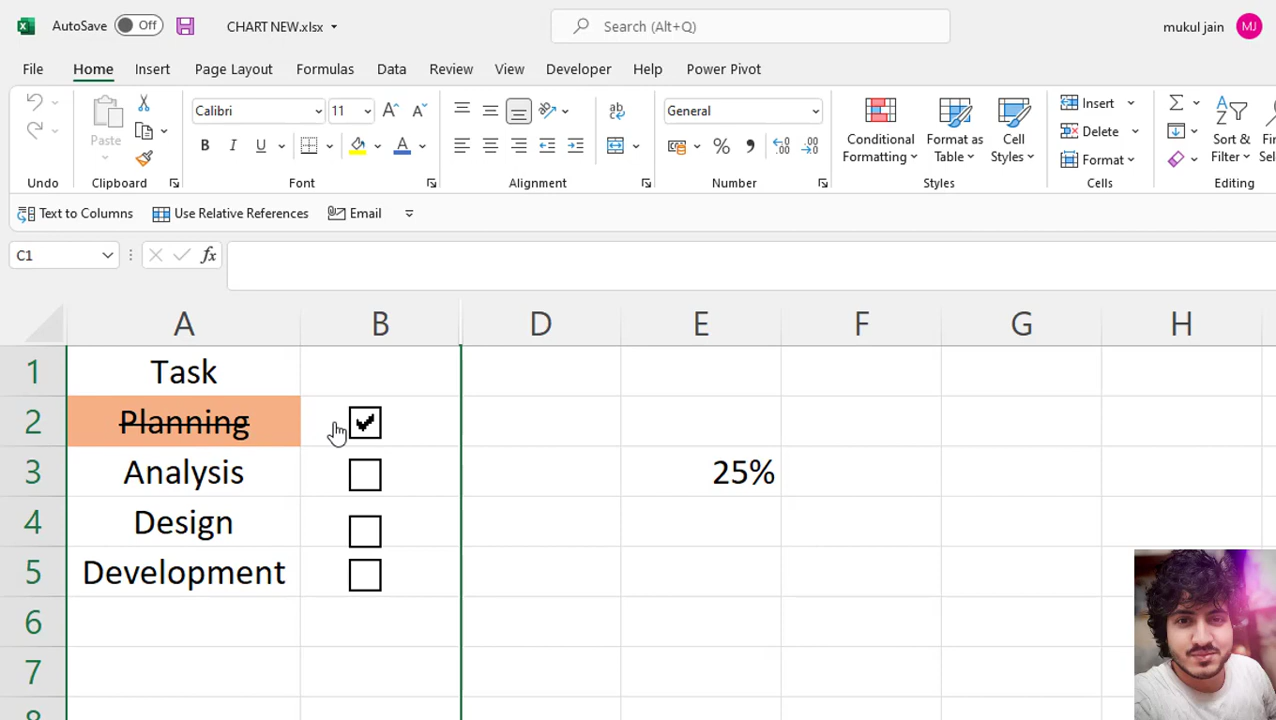 AutoSave Off CHART NEW.xlsx Search (Alt+Q) mukul jain MJ
File Home Insert Page Layout Formulas Data Review View Developer Help Power Pivot
Paste Calibri 11 A A ab General Conditional Formatting Format as Table Cell Styles Insert Delete Format Sort & Filter
B I U A % 
Undo Clipboard Font Alignment Number Styles Cells Editing
Text to Columns Use Relative References Email
C1 fx
A B D E F G H
1 Task
2 Planning
3 Analysis 25%
4 Design
5 Development
6
7
8